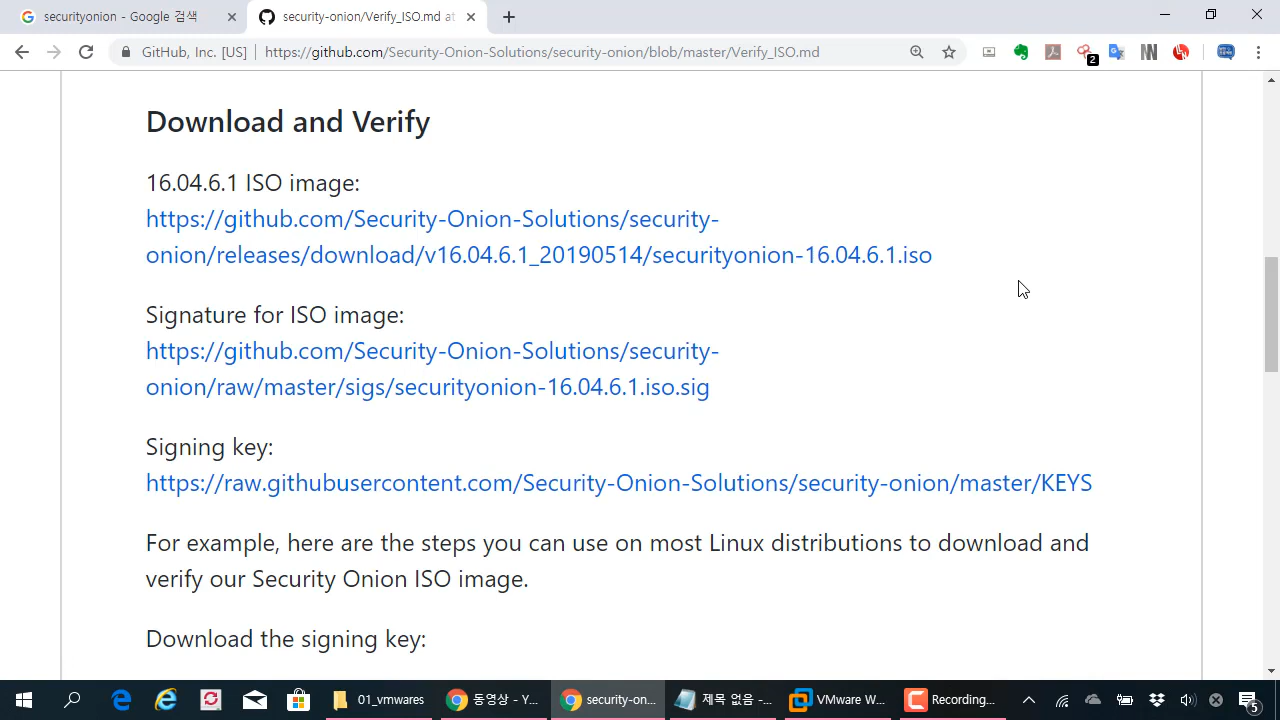 securityonion - Google 검색
security-onion/Verify_ISO.md at
GitHub, Inc. [US] | https://github.com/Security-Onion-Solutions/security-onion/blob/master/Verify_ISO.md
2
Download and Verify
16.04.6.1 ISO image:
https://github.com/Security-Onion-Solutions/security-
onion/releases/download/v16.04.6.1_20190514/securityonion-16.04.6.1.iso
Signature for ISO image:
https://github.com/Security-Onion-Solutions/security-
onion/raw/master/sigs/securityonion-16.04.6.1.iso.sig
Signing key:
https://raw.githubusercontent.com/Security-Onion-Solutions/security-onion/master/KEYS
For example, here are the steps you can use on most Linux distributions to download and
verify our Security Onion ISO image.
Download the signing key:
01_vmwares
동영상 - Y...
security-on...
제목 없음 -...
VMware W...
Recording...
5